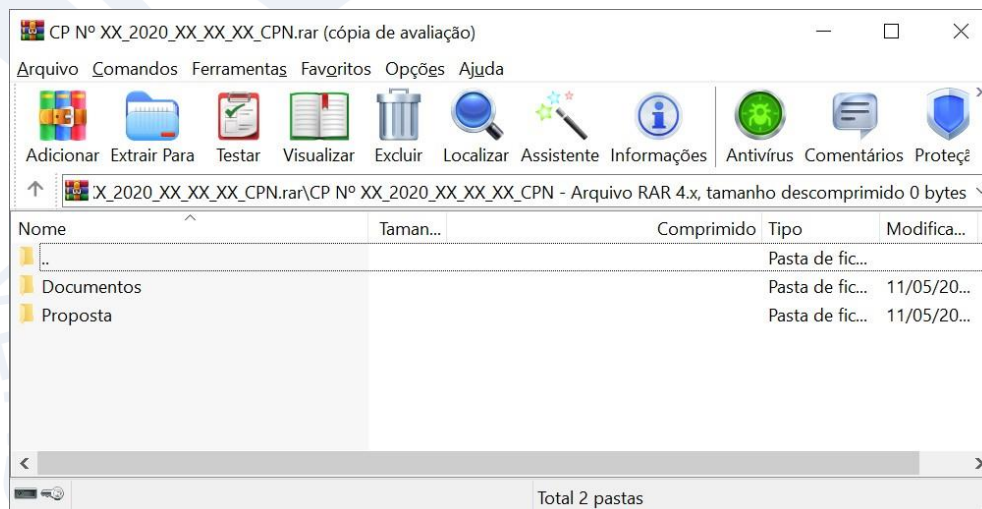 CP Nº XX_2020_XX_XX_XX_CPN.rar (cópia de avaliação)
Arquivo Comandos Ferramentas Favoritos Opções Ajuda
Adicionar Extrair Para Testar Visualizar Excluir Localizar Assistente Informações Antivírus Comentários Proteçã
.X_2020_XX_XX_XX_CPN.rar\CP Nº XX_2020_XX_XX_XX_CPN - Arquivo RAR 4.x, tamanho descomprimido 0 bytes
Nome Taman... Comprimido Tipo Modifica...
.. Pasta de fic...
Documentos Pasta de fic... 11/05/20...
Proposta Pasta de fic... 11/05/20...
Total 2 pastas